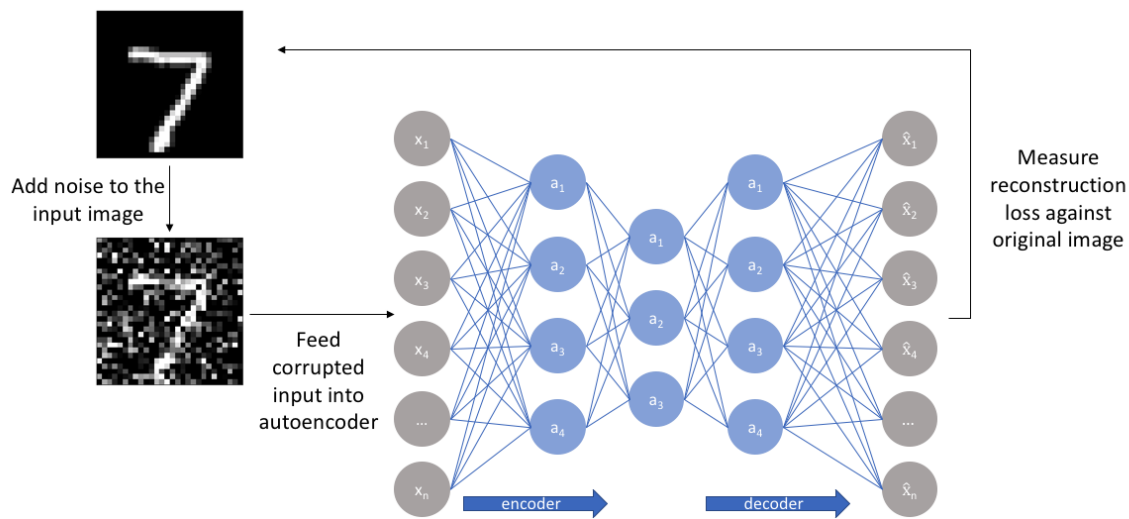 Add noise to the
input image
Feed
corrupted
input into
autoencoder
x₁
x₂
x₃
x₄
...
xₙ
a₁
a₂
a₃
a₄
a₁
a₂
a₃
a₁
a₂
a₃
a₄
x̂₁
x̂₂
x̂₃
x̂₄
...
x̂ₙ
encoder
decoder
Measure
reconstruction
loss against
original image